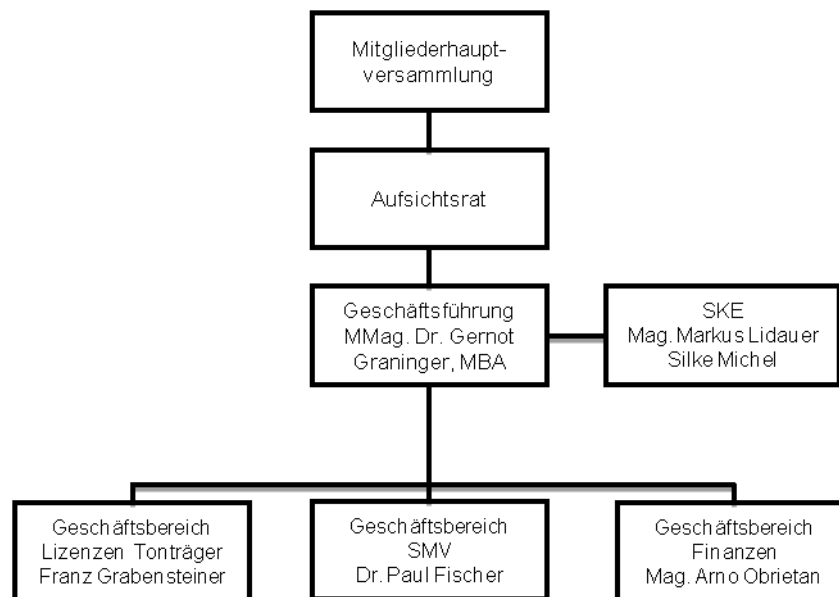 Mitgliederhaupt-
versammlung
Aufsichtsrat
Geschäftsführung
MMag. Dr. Gernot
Graninger, MBA
SKE
Mag. Markus Lidauer
Silke Michel
Geschäftsbereich
Lizenzen Tonträger
Franz Grabensteiner
Geschäftsbereich
SMV
Dr. Paul Fischer
Geschäftsbereich
Finanzen
Mag. Arno Obrietan